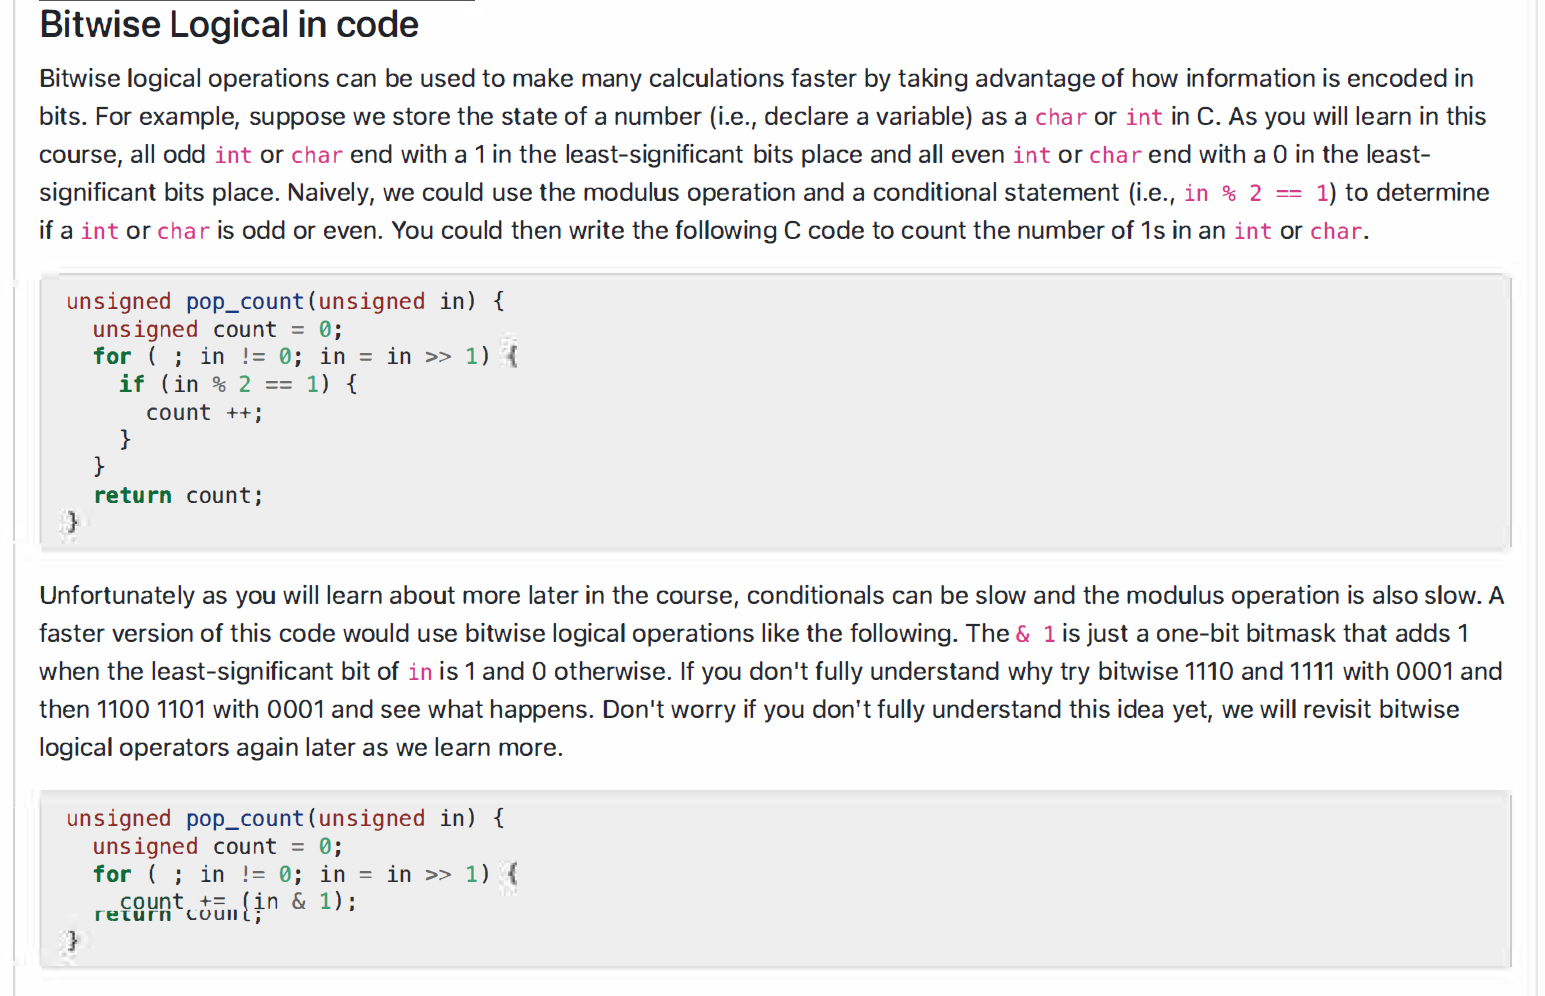 Bitwise Logical in code
Bitwise logical operations can be used to make many calculations faster by taking advantage of how information is encoded in
bits. For example, suppose we store the state of a number (i.e., declare a variable) as a char or int in C. As you will learn in this
course, all odd int or char end with a 1 in the least-significant bits place and all even int or char end with a 0 in the least-
significant bits place. Naively, we could use the modulus operation and a conditional statement (i.e., in % 2 == 1) to determine
if a int or char is odd or even. You could then write the following C code to count the number of 1s in an int or char.
unsigned pop_count(unsigned in) {
  unsigned count = 0;
  for ( ; in != 0; in = in >> 1) {
    if (in % 2 == 1) {
      count ++;
    }
  }
  return count;
}
Unfortunately as you will learn about more later in the course, conditionals can be slow and the modulus operation is also slow. A
faster version of this code would use bitwise logical operations like the following. The & 1 is just a one-bit bitmask that adds 1
when the least-significant bit of in is 1 and 0 otherwise. If you don't fully understand why try bitwise 1110 and 1111 with 0001 and
then 1100 1101 with 0001 and see what happens. Don't worry if you don't fully understand this idea yet, we will revisit bitwise
logical operators again later as we learn more.
unsigned pop_count(unsigned in) {
  unsigned count = 0;
  for ( ; in != 0; in = in >> 1) {
    count += (in & 1);
  return count;
}